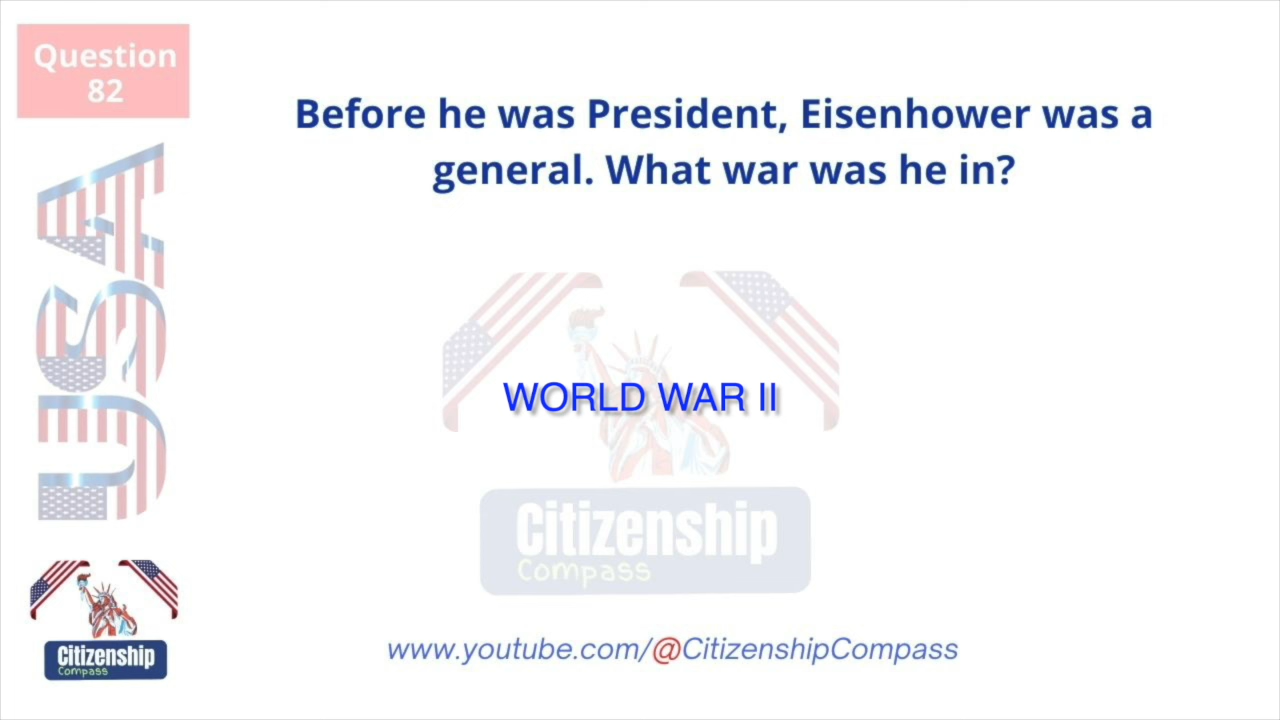 Question
82
Before he was President, Eisenhower was a
general. What war was he in?
USA
WORLD WAR II
Citizenship
Compass
Citizenship
Compass
www.youtube.com/@CitizenshipCompass